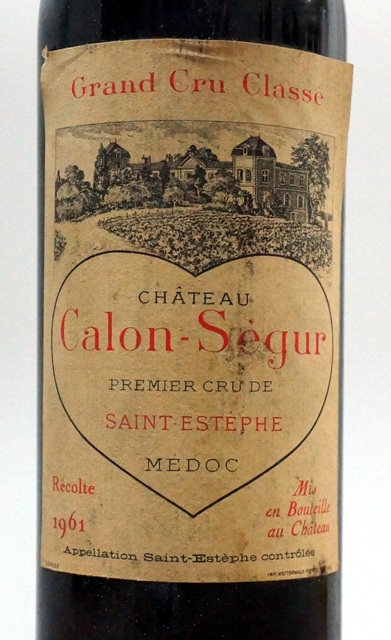 Grand Cru Classé
CHÂTEAU
Calon-Ségur
PREMIER CRU DE
SAINT-ESTÈPHE
MÉDOC
Récolte
1961
Mis
en Bouteille
au Château
Appellation Saint-Estèphe contrôlée